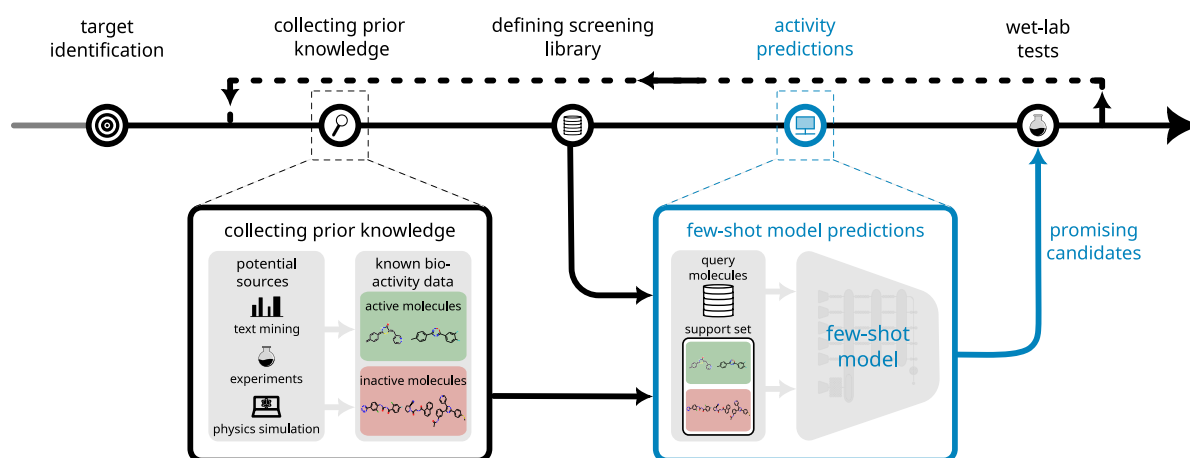 target
identification
collecting prior
knowledge
defining screening
library
activity
predictions
wet-lab
tests
collecting prior knowledge
potential
sources
text mining
experiments
physics simulation
known bio-
activity data
active molecules
inactive molecules
few-shot model predictions
query
molecules
support set
few-shot
model
promising
candidates